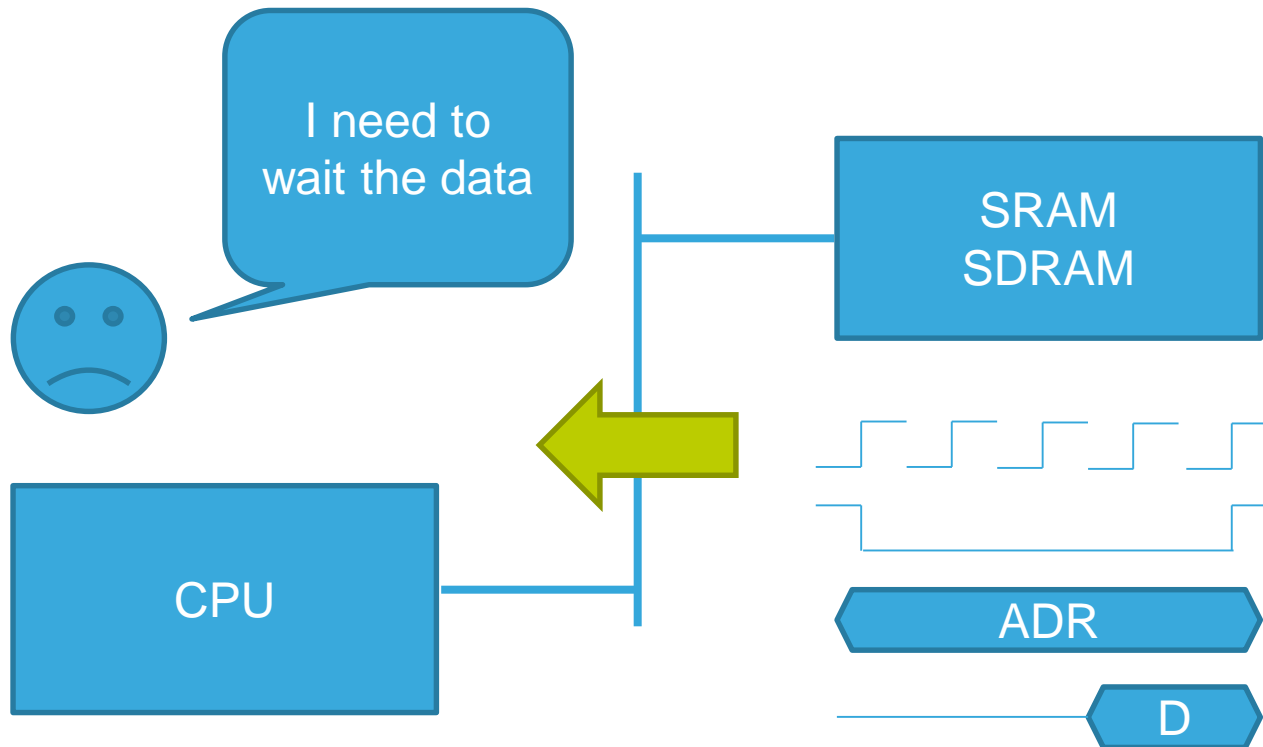 I need to
wait the data
SRAM
SDRAM
CPU
ADR
D